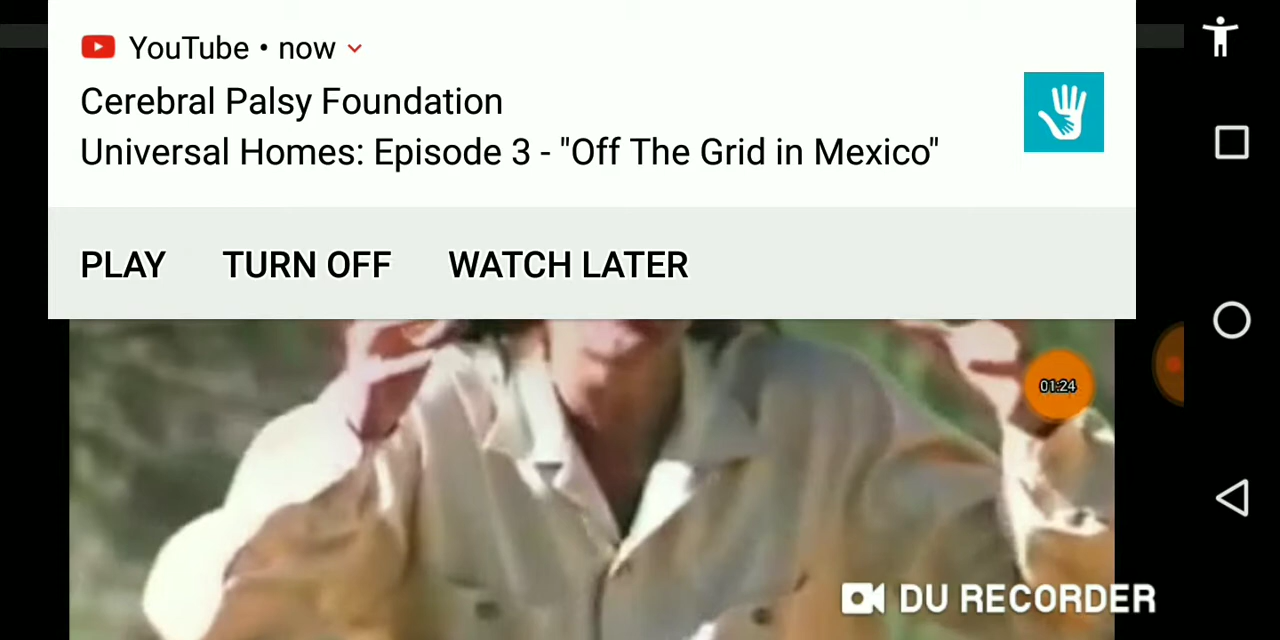 YouTube • now
Cerebral Palsy Foundation
Universal Homes: Episode 3 - "Off The Grid in Mexico"
PLAY TURN OFF WATCH LATER
01:24
DU RECORDER